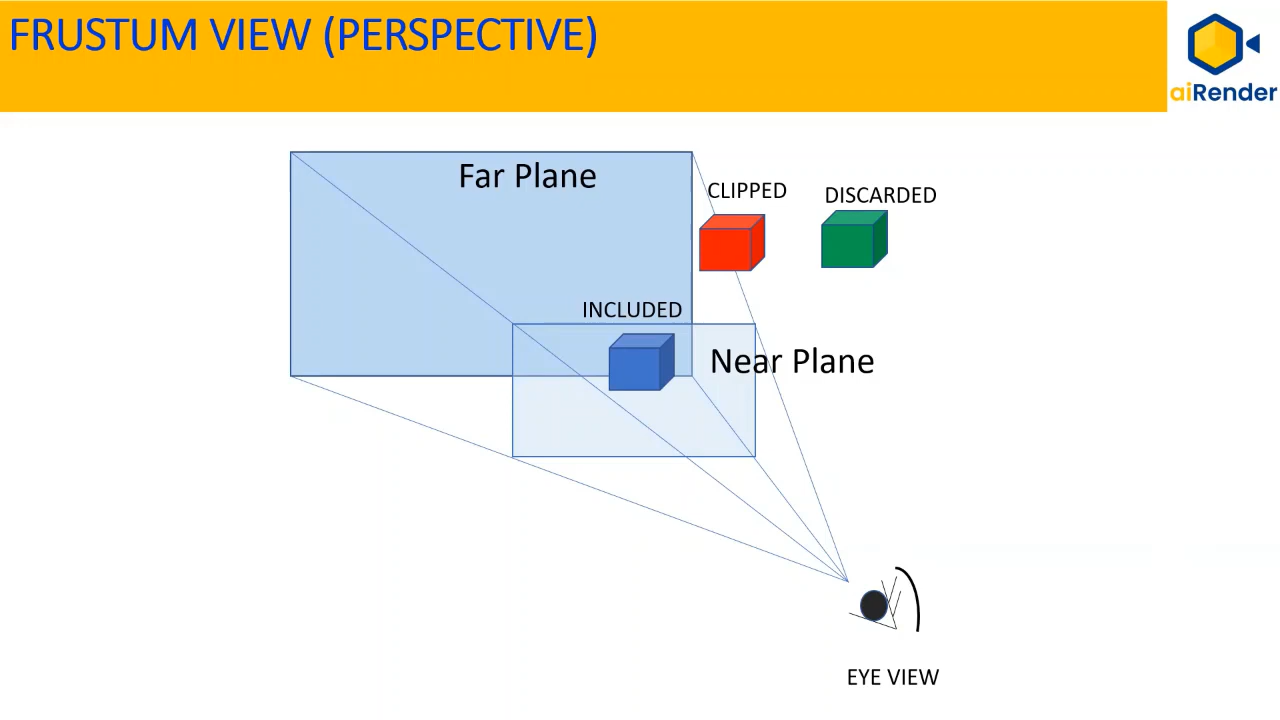 FRUSTUM VIEW (PERSPECTIVE)
aiRender
Far Plane
CLIPPED
DISCARDED
INCLUDED
Near Plane
EYE VIEW